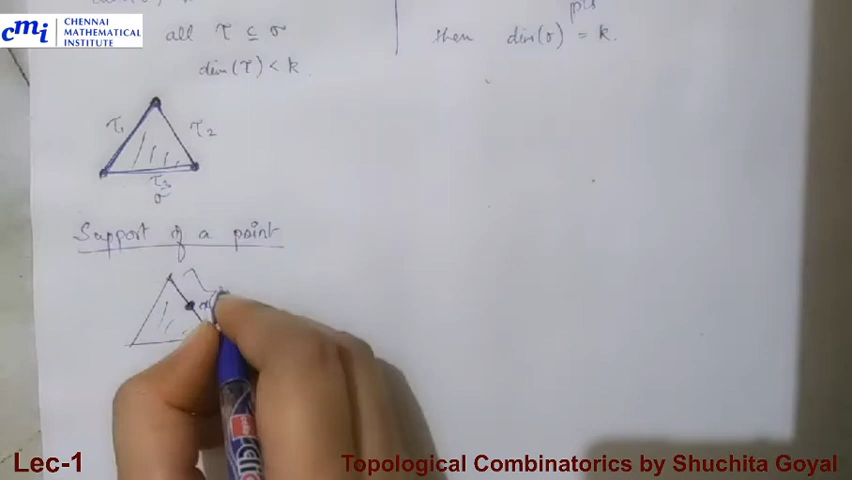 cmi CHENNAI MATHEMATICAL INSTITUTE
all τ ⊆ σ
dim(τ) < k.
pts
then dim(σ) = k.
τ₁
τ₂
τ₃
σ
Support of a point
x
Lec-1
Topological Combinatorics by Shuchita Goyal